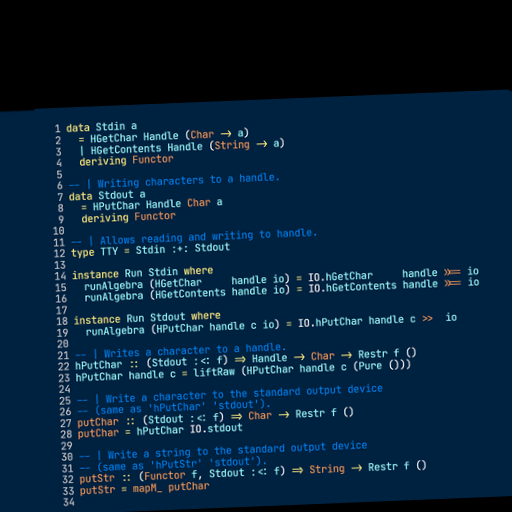 1 data Stdin a
2   = HGetChar Handle (Char -> a)
3   | HGetContents Handle (String -> a)
4   deriving Functor
5
6 -- | Writing characters to a handle.
7 data Stdout a
8   = HPutChar Handle Char a
9   deriving Functor
10
11 -- | Allows reading and writing to handle.
12 type TTY = Stdin :+: Stdout
13
14 instance Run Stdin where
15   runAlgebra (HGetChar     handle io) = IO.hGetChar     handle >>= io
16   runAlgebra (HGetContents handle io) = IO.hGetContents handle >>= io
17
18 instance Run Stdout where
19   runAlgebra (HPutChar handle c io) = IO.hPutChar handle c >>  io
20
21 -- | Writes a character to a handle.
22 hPutChar :: (Stdout :<: f) => Handle -> Char -> Restr f ()
23 hPutChar handle c = liftRaw (HPutChar handle c (Pure ()))
24
25 -- | Write a character to the standard output device
26 -- (same as 'hPutChar' 'stdout').
27 putChar :: (Stdout :<: f) => Char -> Restr f ()
28 putChar = hPutChar IO.stdout
29
30 -- | Write a string to the standard output device
31 -- (same as 'hPutStr' 'stdout').
32 putStr :: (Functor f, Stdout :<: f) => String -> Restr f ()
33 putStr = mapM_ putChar
34